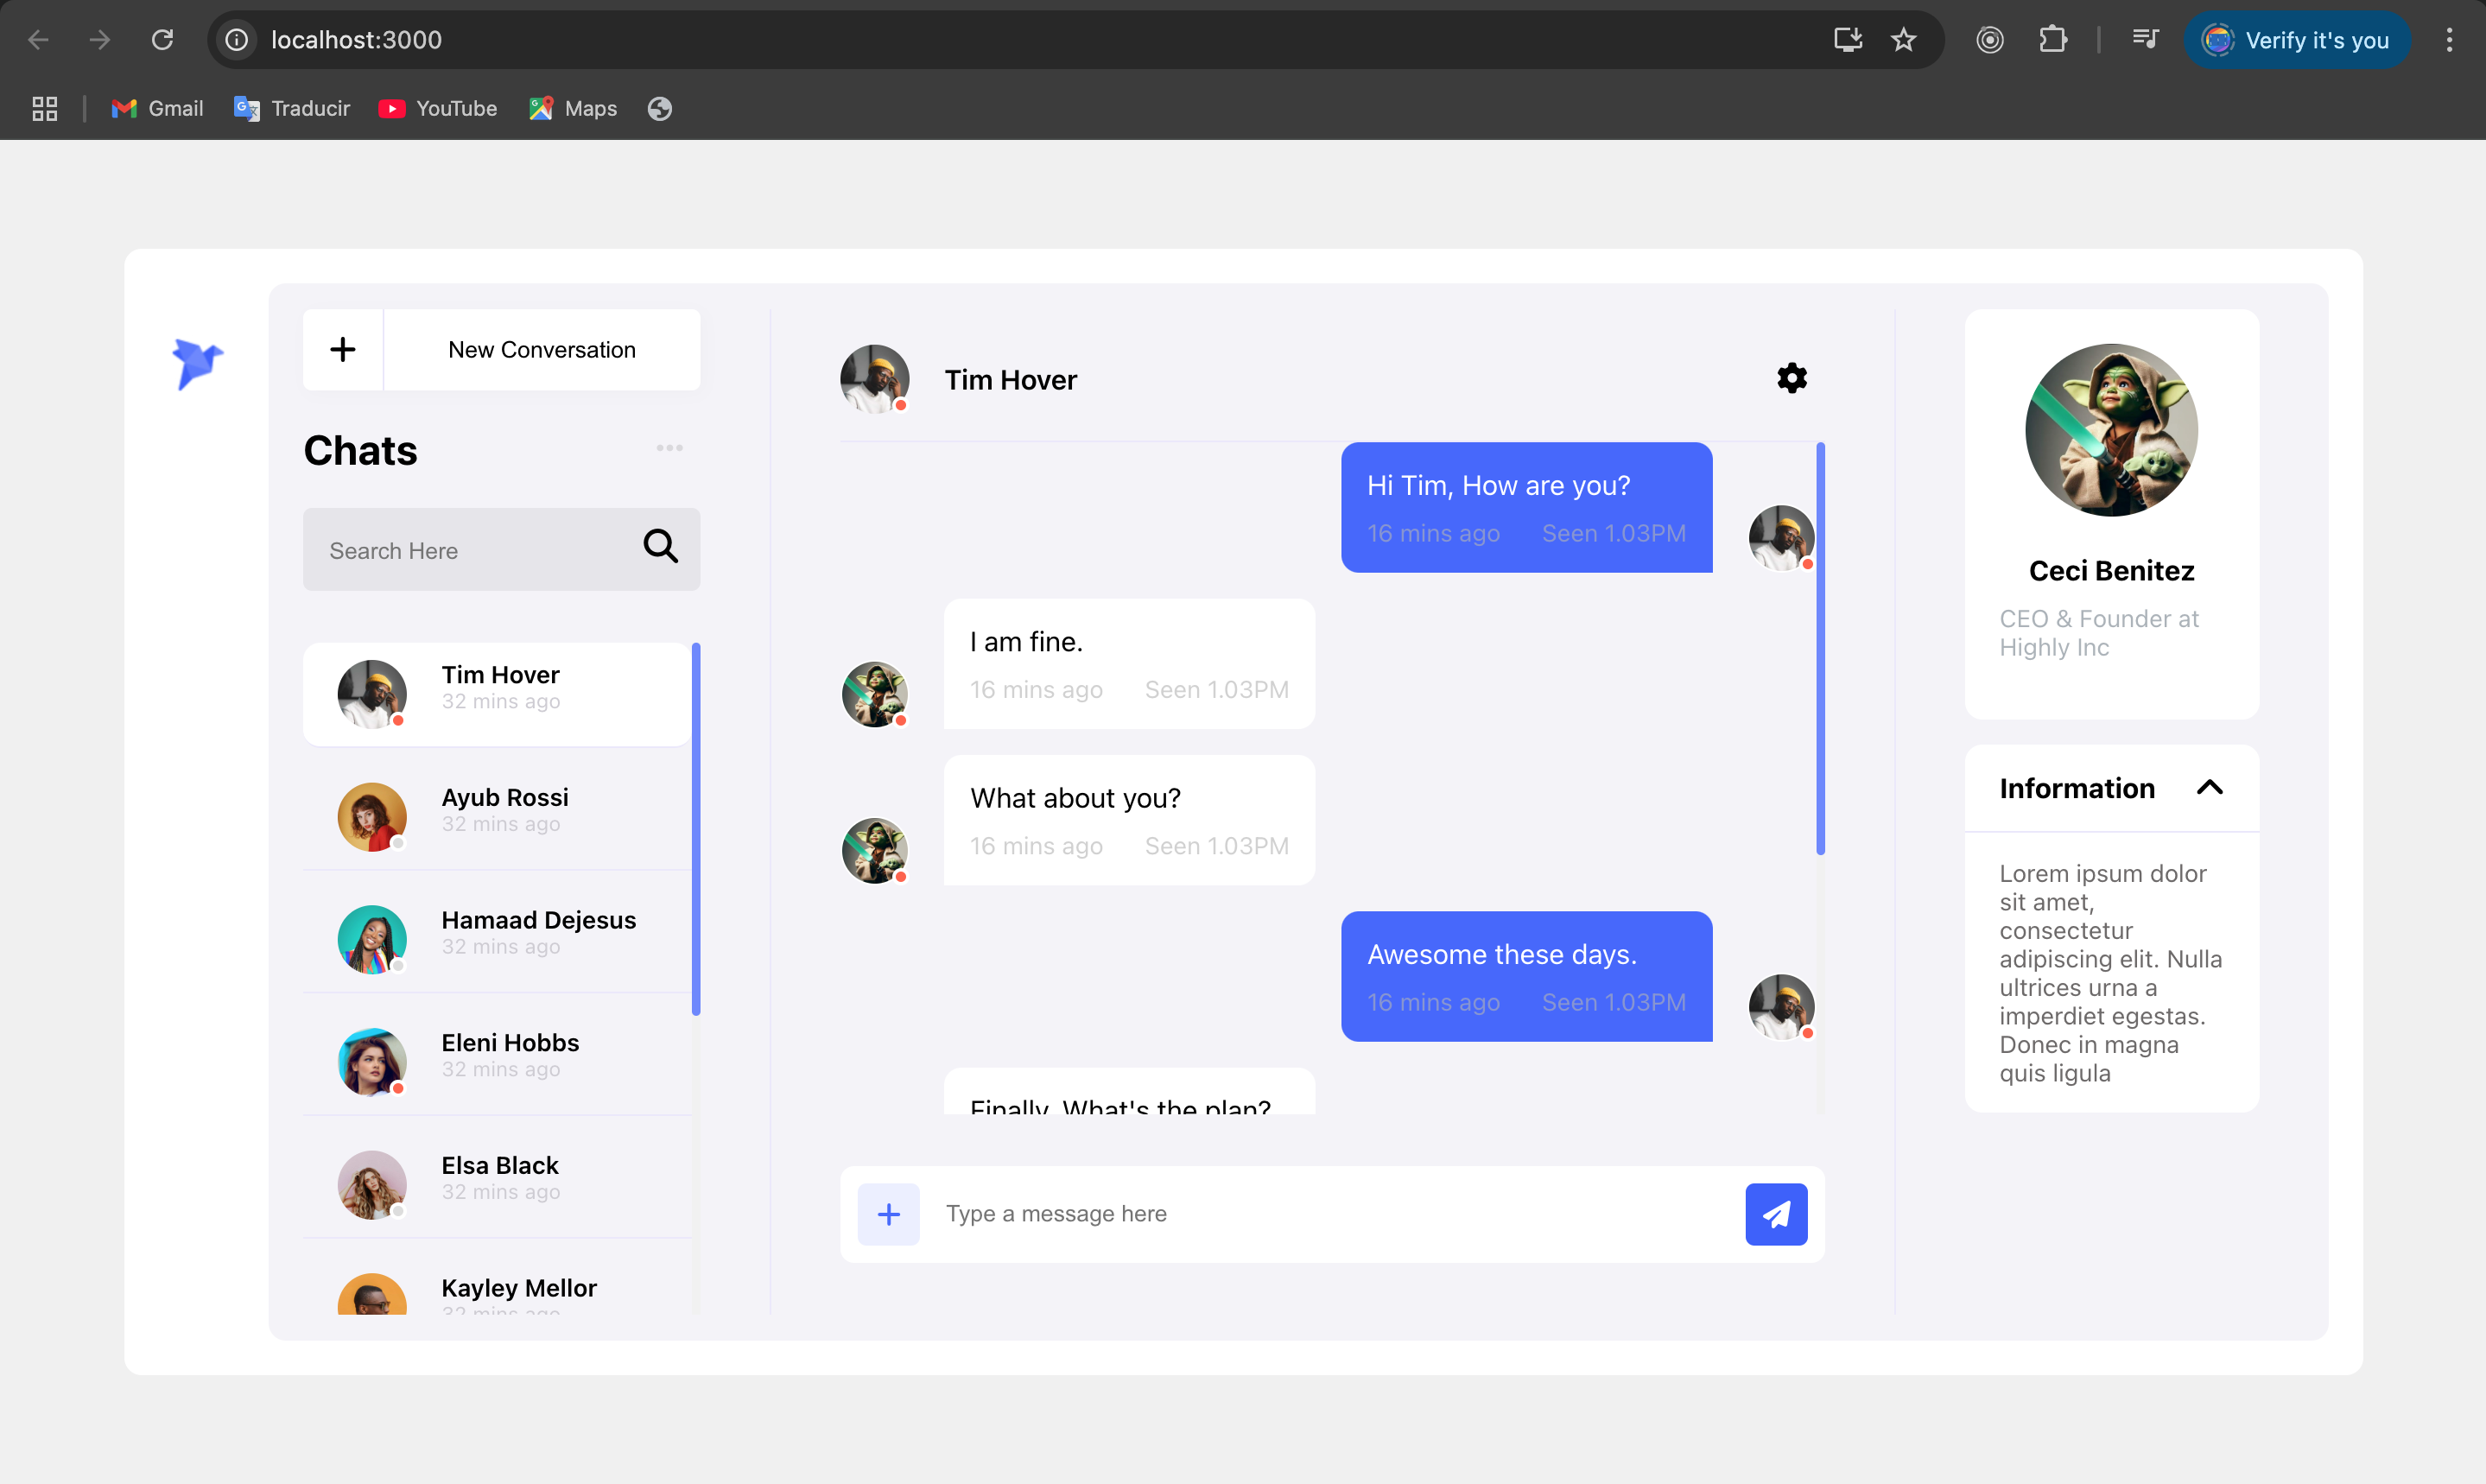 localhost:3000
Verify it's you
Gmail
Traducir
YouTube
Maps
New Conversation
Chats
Search Here
Tim Hover
32 mins ago
Ayub Rossi
32 mins ago
Hamaad Dejesus
32 mins ago
Eleni Hobbs
32 mins ago
Elsa Black
32 mins ago
Kayley Mellor
32 mins ago
Tim Hover
Hi Tim, How are you?
16 mins ago Seen 1.03PM
I am fine.
16 mins ago Seen 1.03PM
What about you?
16 mins ago Seen 1.03PM
Awesome these days.
16 mins ago Seen 1.03PM
Finally. What's the plan?
Type a message here
Ceci Benitez
CEO & Founder at
Highly Inc
Information
Lorem ipsum dolor
sit amet,
consectetur
adipiscing elit. Nulla
ultrices urna a
imperdiet egestas.
Donec in magna
quis ligula